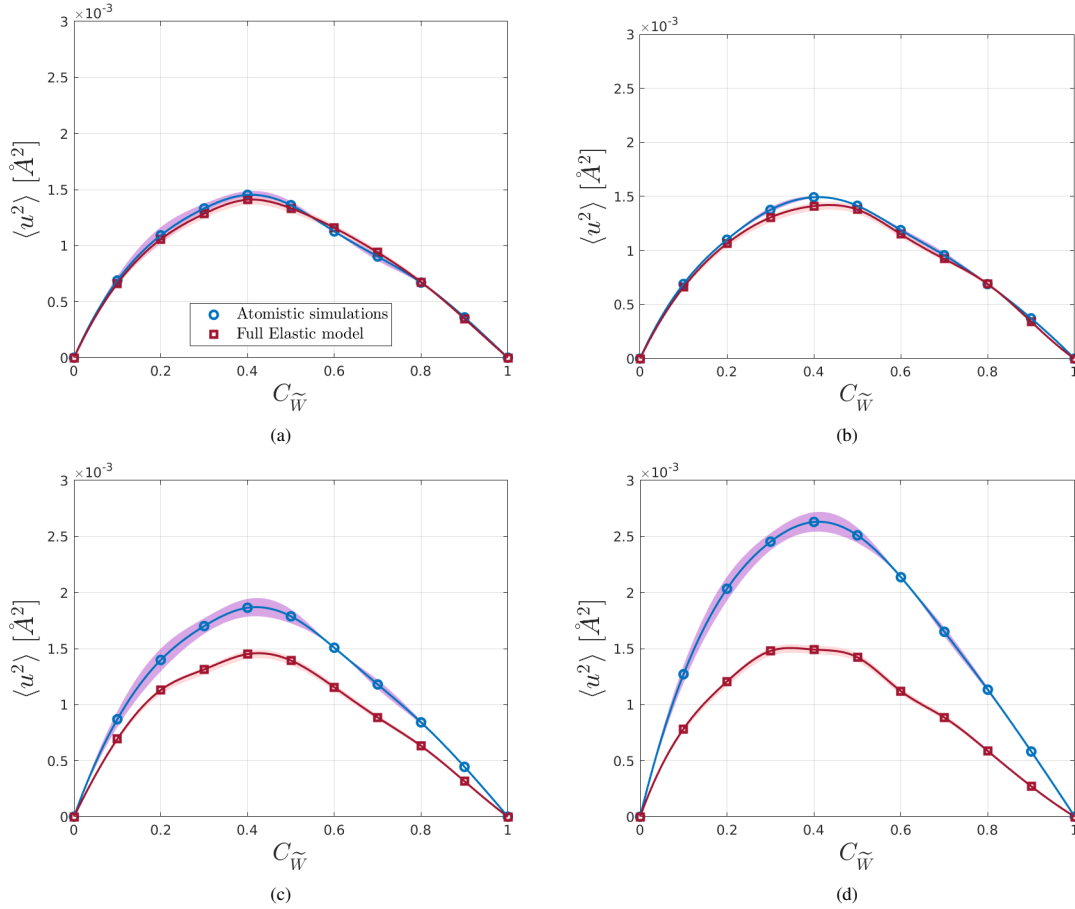 ×10⁻³
3
2.5
2
1.5
1
0.5
0
⟨u²⟩ [Å²]
Atomistic simulations
Full Elastic model
0 0.2 0.4 0.6 0.8 1
C_W̃
(a)
×10⁻³
3
2.5
2
1.5
1
0.5
0
⟨u²⟩ [Å²]
0 0.2 0.4 0.6 0.8 1
C_W̃
(b)
×10⁻³
3
2.5
2
1.5
1
0.5
0
⟨u²⟩ [Å²]
0 0.2 0.4 0.6 0.8 1
C_W̃
(c)
×10⁻³
3
2.5
2
1.5
1
0.5
0
⟨u²⟩ [Å²]
0 0.2 0.4 0.6 0.8 1
C_W̃
(d)